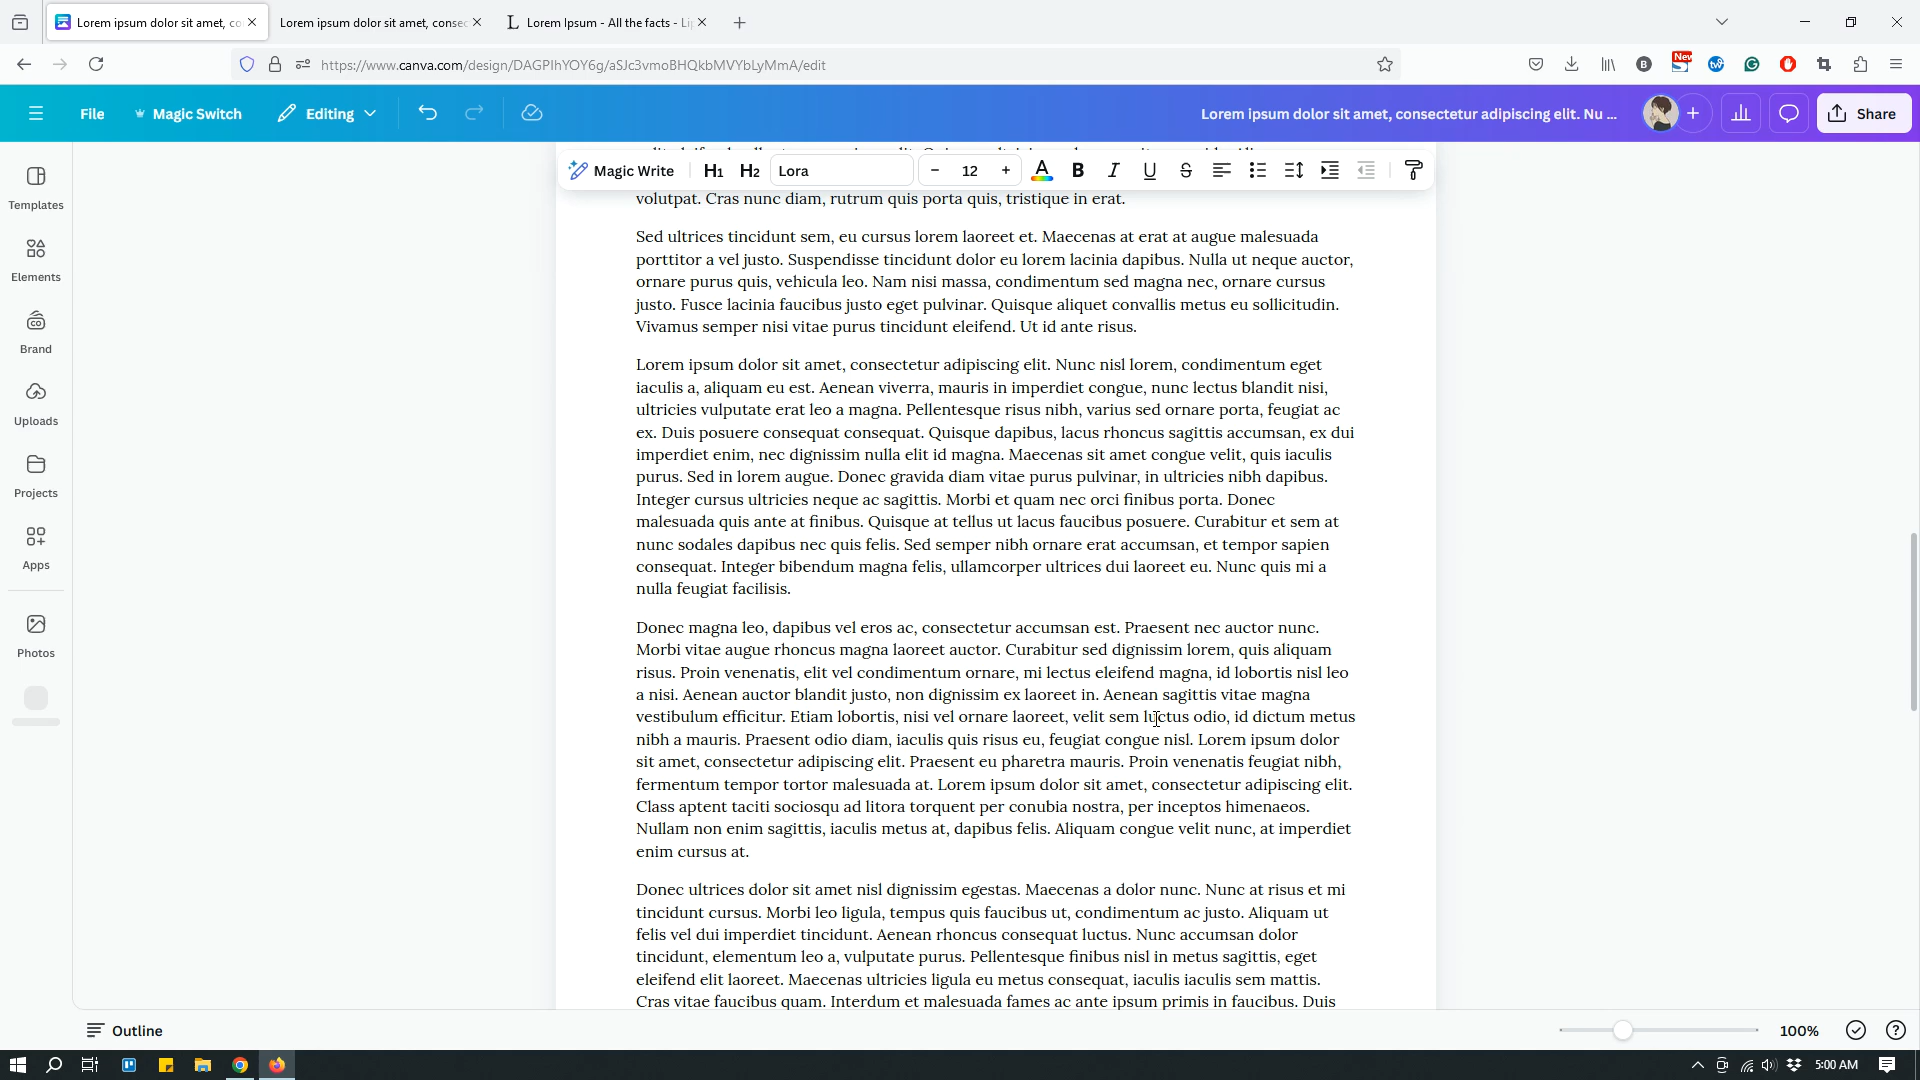 Lorem ipsum dolor sit amet, co
Lorem ipsum dolor sit amet, consec
Lorem Ipsum - All the facts - Li
https://www.canva.com/design/DAGPIhYOY6g/aSJc3vmoBHQkbMVYbLyMmA/edit
New
File
Magic Switch
Editing
Lorem ipsum dolor sit amet, consectetur adipiscing elit. Nu ...
Share
Magic Write
H1
H2
Lora
− 12 +
A
B
I
U
S
Templates
Elements
Brand
Uploads
Projects
Apps
Photos
volutpat. Cras nunc diam, rutrum quis porta quis, tristique in erat.
Sed ultrices tincidunt sem, eu cursus lorem laoreet et. Maecenas at erat at augue malesuada
porttitor a vel justo. Suspendisse tincidunt dolor eu lorem lacinia dapibus. Nulla ut neque auctor,
ornare purus quis, vehicula leo. Nam nisi massa, condimentum sed magna nec, ornare cursus
justo. Fusce lacinia faucibus justo eget pulvinar. Quisque aliquet convallis metus eu sollicitudin.
Vivamus semper nisi vitae purus tincidunt eleifend. Ut id ante risus.
Lorem ipsum dolor sit amet, consectetur adipiscing elit. Nunc nisl lorem, condimentum eget
iaculis a, aliquam eu est. Aenean viverra, mauris in imperdiet congue, nunc lectus blandit nisi,
ultricies vulputate erat leo a magna. Pellentesque risus nibh, varius sed ornare porta, feugiat ac
ex. Duis posuere consequat consequat. Quisque dapibus, lacus rhoncus sagittis accumsan, ex dui
imperdiet enim, nec dignissim nulla elit id magna. Maecenas sit amet congue velit, quis iaculis
purus. Sed in lorem augue. Donec gravida diam vitae purus pulvinar, in ultricies nibh dapibus.
Integer cursus ultricies neque ac sagittis. Morbi et quam nec orci finibus porta. Donec
malesuada quis ante at finibus. Quisque at tellus ut lacus faucibus posuere. Curabitur et sem at
nunc sodales dapibus nec quis felis. Sed semper nibh ornare erat accumsan, et tempor sapien
consequat. Integer bibendum magna felis, ullamcorper ultrices dui laoreet eu. Nunc quis mi a
nulla feugiat facilisis.
Donec magna leo, dapibus vel eros ac, consectetur accumsan est. Praesent nec auctor nunc.
Morbi vitae augue rhoncus magna laoreet auctor. Curabitur sed dignissim lorem, quis aliquam
risus. Proin venenatis, elit vel condimentum ornare, mi lectus eleifend magna, id lobortis nisl leo
a nisi. Aenean auctor blandit justo, non dignissim ex laoreet in. Aenean sagittis vitae magna
vestibulum efficitur. Etiam lobortis, nisi vel ornare laoreet, velit sem luctus odio, id dictum metus
nibh a mauris. Praesent odio diam, iaculis quis risus eu, feugiat congue nisl. Lorem ipsum dolor
sit amet, consectetur adipiscing elit. Praesent eu pharetra mauris. Proin venenatis feugiat nibh,
fermentum tempor tortor malesuada at. Lorem ipsum dolor sit amet, consectetur adipiscing elit.
Class aptent taciti sociosqu ad litora torquent per conubia nostra, per inceptos himenaeos.
Nullam non enim sagittis, iaculis metus at, dapibus felis. Aliquam congue velit nunc, at imperdiet
enim cursus at.
Donec ultrices dolor sit amet nisl dignissim egestas. Maecenas a dolor nunc. Nunc at risus et mi
tincidunt cursus. Morbi leo ligula, tempus quis faucibus ut, condimentum ac justo. Aliquam ut
felis vel dui imperdiet tincidunt. Aenean rhoncus consequat luctus. Nunc accumsan dolor
tincidunt, elementum leo a, vulputate purus. Pellentesque finibus nisl in metus sagittis, eget
eleifend elit laoreet. Maecenas ultricies ligula eu metus consequat, iaculis iaculis sem mattis.
Cras vitae faucibus quam. Interdum et malesuada fames ac ante ipsum primis in faucibus. Duis
Outline
100%
5:00 AM